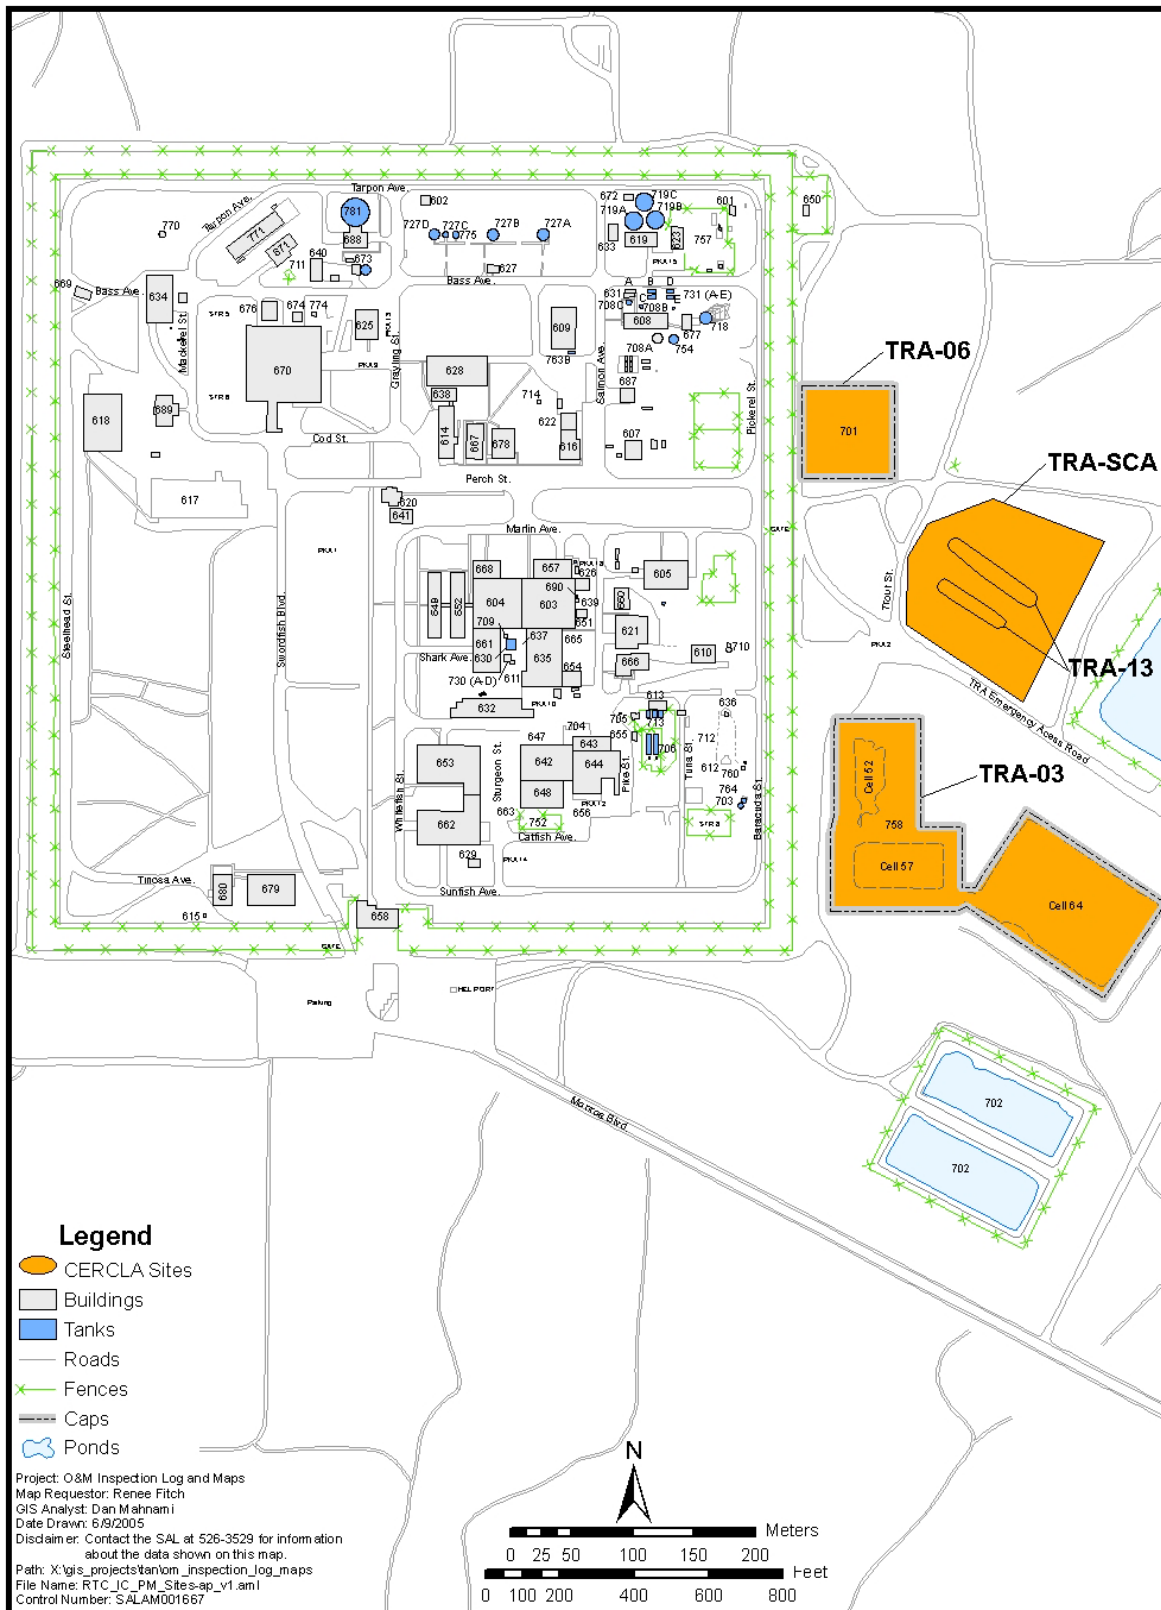 Tarpon Ave.
Tarpon Ave.
770
771
871
711
640
781
688
673
602
727D
727C
775
727B
727A
627
Bass Ave.
672
719C
719A
719B
633
619
623
601
757
650
669
Bass Ave.
634
Mackerel St.
676
674
774
625
Grayling St.
670
609
763B
A B D
631
C E
731 (A-E)
708C
708B
608
677
718
708A
754
Salmon Ave.
687
Pickerel St.
TRA-06
701
618
689
628
638
614
667
678
714
622
616
607
Cod St.
Perch St.
617
620
641
Marlin Ave.
GATE
TRA-SCA
Trout St.
TRA-13
TRA Emergency Acess Road
Steelhead St.
Swordfish Blvd.
668
657
626
605
649
652
604
603
690
639
660
651
709
637
661
665
621
Shark Ave.
630
635
654
666
610
710
611
730 (A-D)
632
613
636
713
705
655
706
704
712
647
643
653
642
644
Pike St.
Tuna St.
612
760
764
703
Sturgeon St.
Whitefish St.
648
663
656
752
Catfish Ave.
662
629
Baracuda St.
Sunfish Ave.
TRA-03
Cell 52
758
Cell 57
Cell 64
Tinosa Ave.
680
679
615
658
GATE
Parking
HELIPORT
Monroe Blvd.
702
702
Legend
CERCLA Sites
Buildings
Tanks
Roads
Fences
Caps
Ponds
Project: O&M Inspection Log and Maps
Map Requestor: Renee Fitch
GIS Analyst: Dan Mahnami
Date Drawn: 6/9/2005
Disclaimer: Contact the SAL at 526-3529 for information
about the data shown on this map.
Path: X:\gis_projects\tan\om_inspection_log_maps
File Name: RTC_IC_PM_Sites-ap_v1.aml
Control Number: SALAM001667
N
Meters
0 25 50 100 150 200
Feet
0 100 200 400 600 800